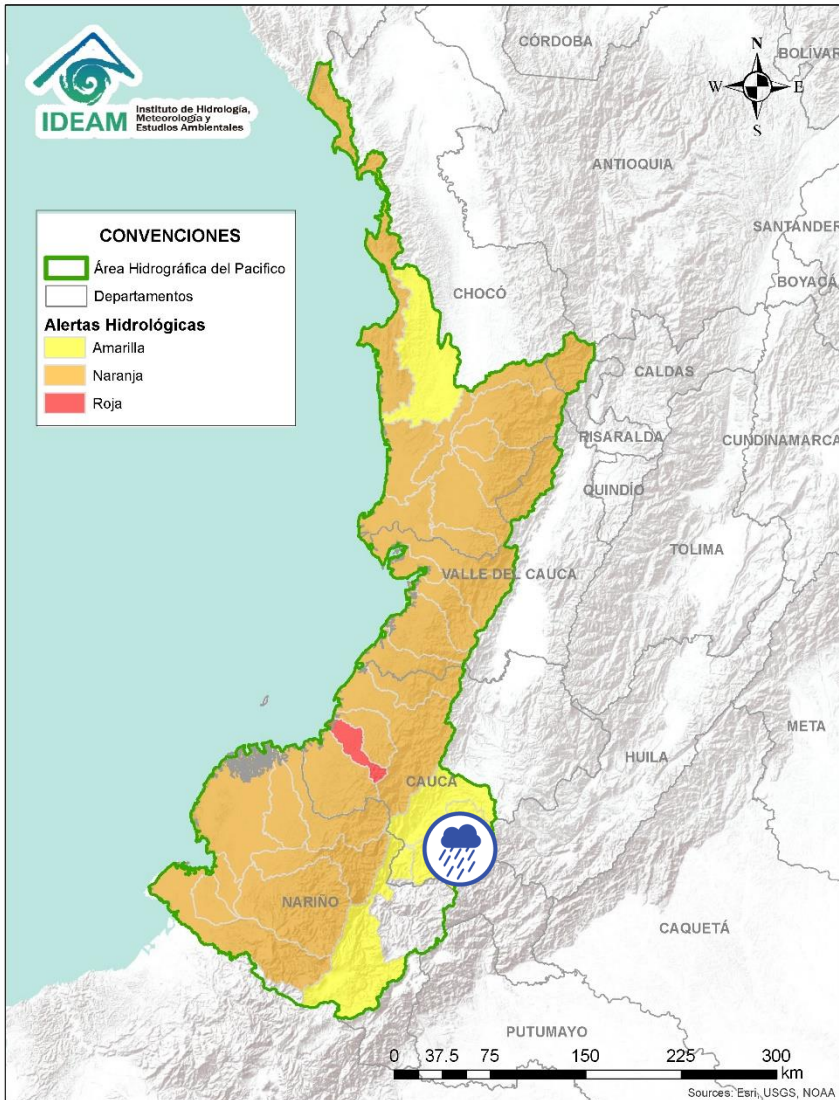 IDEAM
Instituto de Hidrología,
Meteorología y
Estudios Ambientales
CÓRDOBA
BOLÍVAR
N
W
E
S
ANTIOQUIA
SANTANDER
BOYACÁ
CONVENCIONES
Área Hidrográfica del Pacifico
Departamentos
Alertas Hidrológicas
Amarilla
Naranja
Roja
CHOCÓ
CALDAS
RISARALDA
CUNDINAMARCA
QUINDÍO
TOLIMA
VALLE DEL CAUCA
META
HUILA
CAUCA
NARIÑO
CAQUETÁ
PUTUMAYO
0 37.5 75 150 225 300
km
Sources: Esri, USGS, NOAA